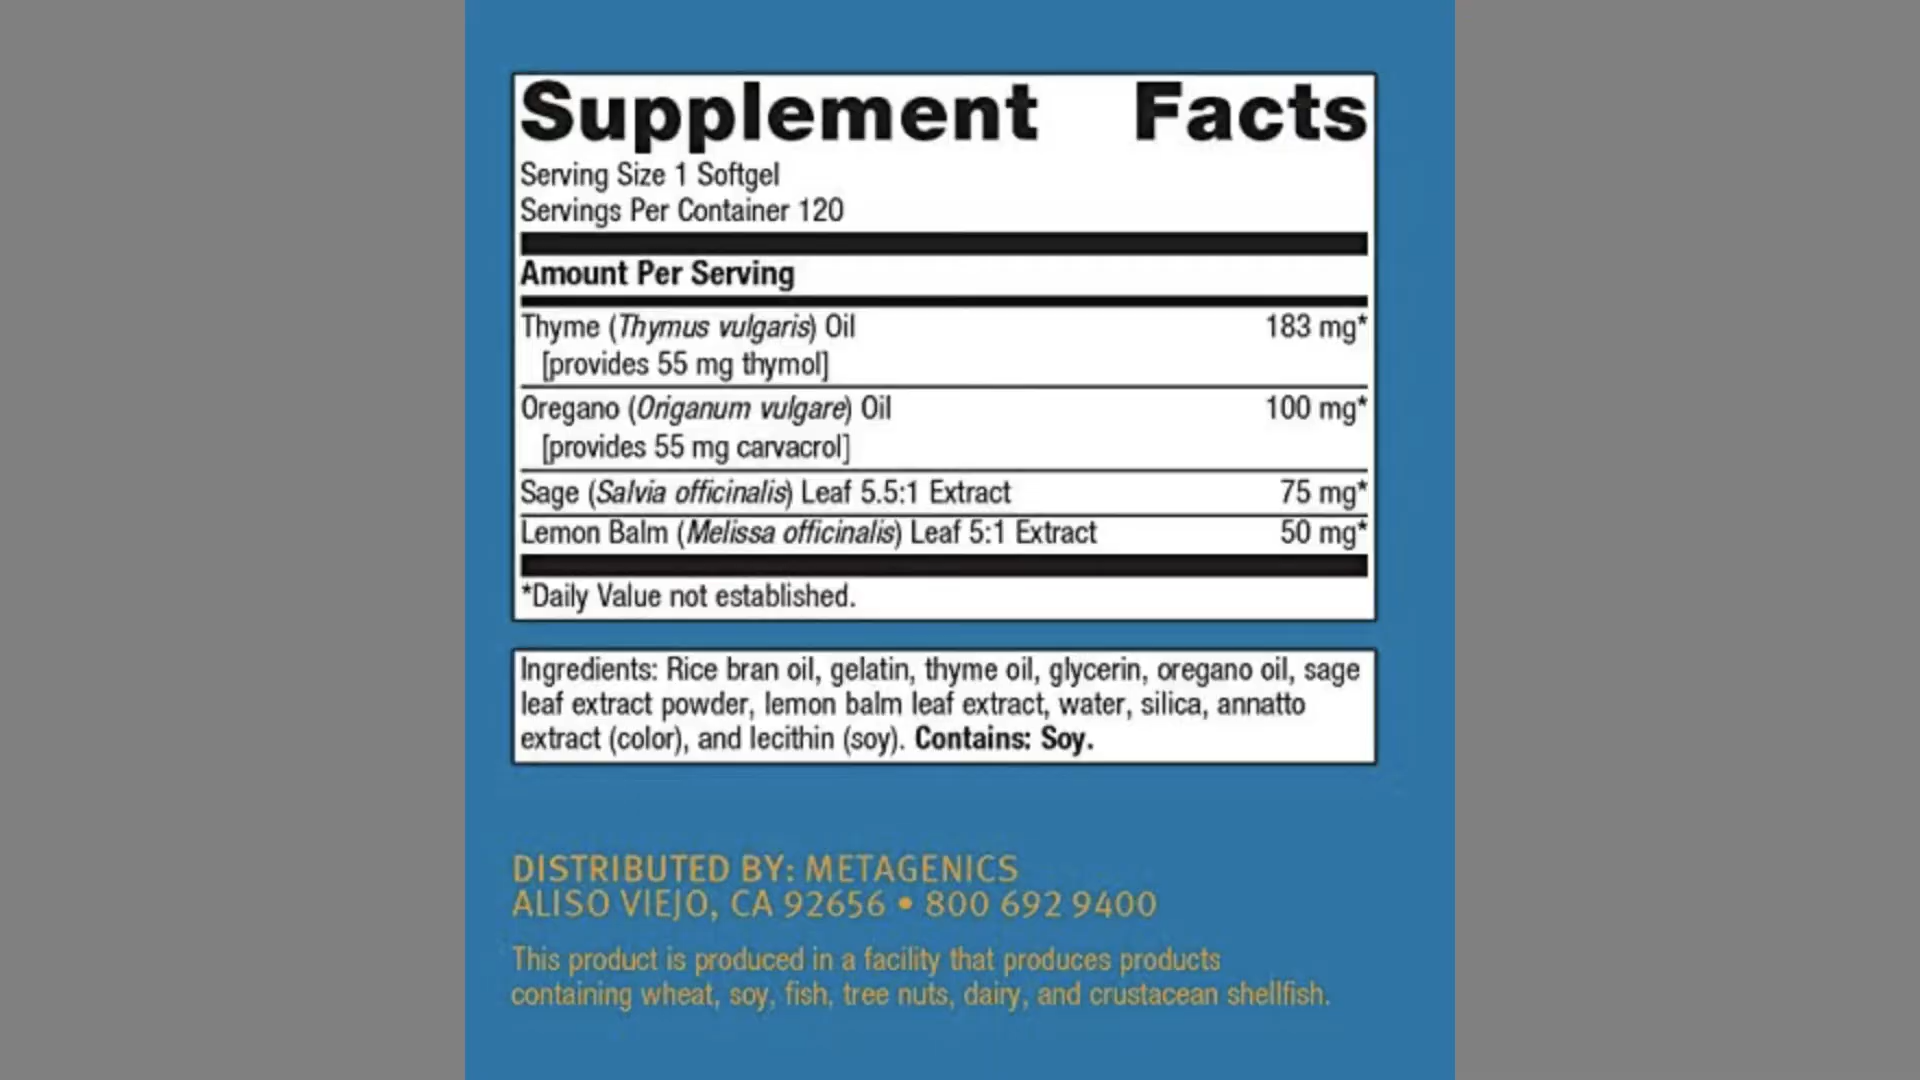 Supplement Facts
Serving Size 1 Softgel
Servings Per Container 120
Amount Per Serving
Thyme (Thymus vulgaris) Oil 183 mg*
[provides 55 mg thymol]
Oregano (Origanum vulgare) Oil 100 mg*
[provides 55 mg carvacrol]
Sage (Salvia officinalis) Leaf 5.5:1 Extract 75 mg*
Lemon Balm (Melissa officinalis) Leaf 5:1 Extract 50 mg*
*Daily Value not established.
Ingredients: Rice bran oil, gelatin, thyme oil, glycerin, oregano oil, sage
leaf extract powder, lemon balm leaf extract, water, silica, annatto
extract (color), and lecithin (soy). Contains: Soy.
DISTRIBUTED BY: METAGENICS
ALISO VIEJO, CA 92656 • 800 692 9400
This product is produced in a facility that produces products
containing wheat, soy, fish, tree nuts, dairy, and crustacean shellfish.